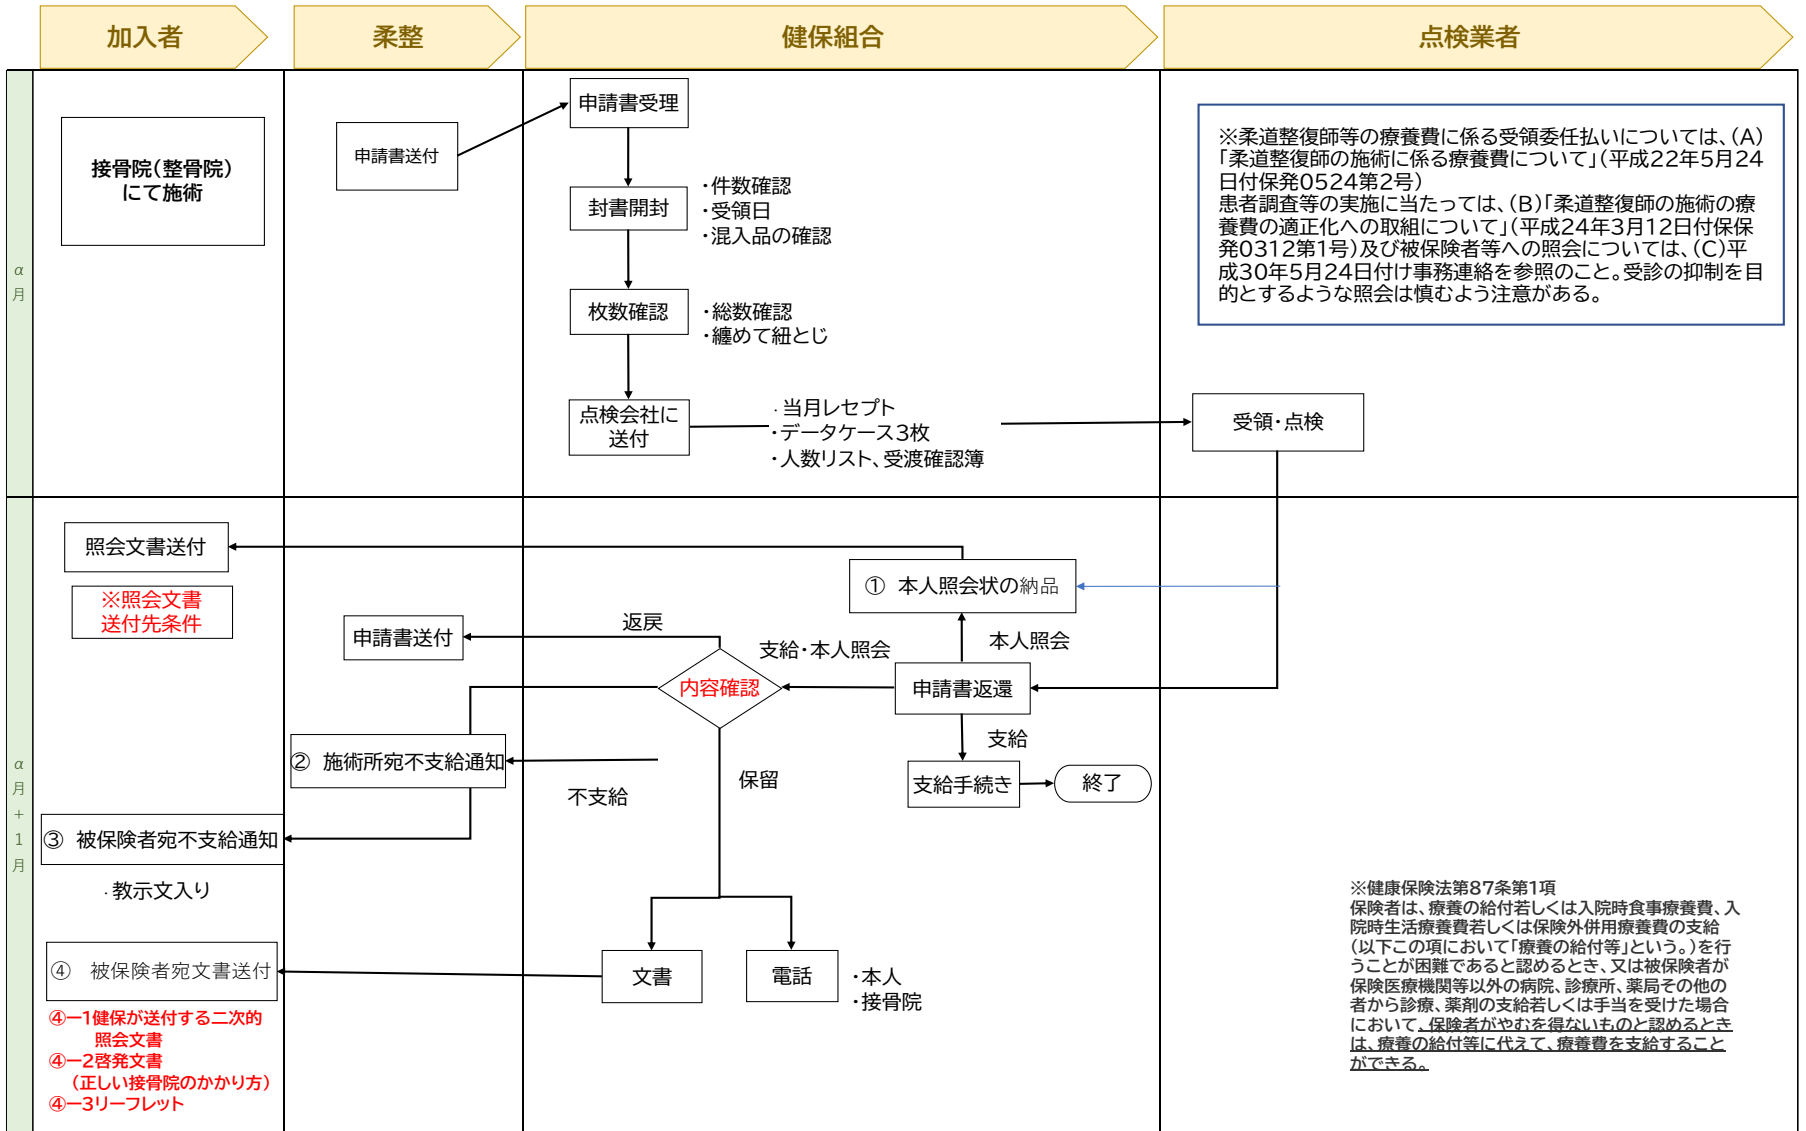 加入者
柔整
健保組合
点検業者
α
月
接骨院(整骨院)
にて施術
申請書送付
申請書受理
封書開封
・件数確認
・受領日
・混入品の確認
枚数確認
・総数確認
・纏めて紐とじ
点検会社に
送付
・当月レセプト
・データケース3枚
・人数リスト、受渡確認簿
※柔道整復師等の療養費に係る受領委任払いについては、(A)
「柔道整復師の施術に係る療養費について」(平成22年5月24
日付保発0524第2号)
患者調査等の実施に当たっては、(B)「柔道整復師の施術の療
養費の適正化への取組について」(平成24年3月12日付保保
発0312第1号)及び被保険者等への照会については、(C)平
成30年5月24日付け事務連絡を参照のこと。受診の抑制を目
的とするような照会は慎むよう注意がある。
受領・点検
α
月
+
1
月
照会文書送付
※照会文書
送付先条件
① 本人照会状の納品
本人照会
申請書送付
返戻
支給・本人照会
内容確認
申請書返還
支給
支給手続き
終了
② 施術所宛不支給通知
不支給
保留
③ 被保険者宛不支給通知
・教示文入り
④ 被保険者宛文書送付
文書
電話
・本人
・接骨院
④ー1健保が送付する二次的
照会文書
④ー2啓発文書
(正しい接骨院のかかり方)
④ー3リーフレット
※健康保険法第87条第1項
保険者は、療養の給付若しくは入院時食事療養費、入
院時生活療養費若しくは保険外併用療養費の支給
(以下この項において「療養の給付等」という。)を行
うことが困難であると認めるとき、又は被保険者が
保険医療機関等以外の病院、診療所、薬局その他の
者から診療、薬剤の支給若しくは手当を受けた場合
において、保険者がやむを得ないものと認めるとき
は、療養の給付等に代えて、療養費を支給すること
ができる。